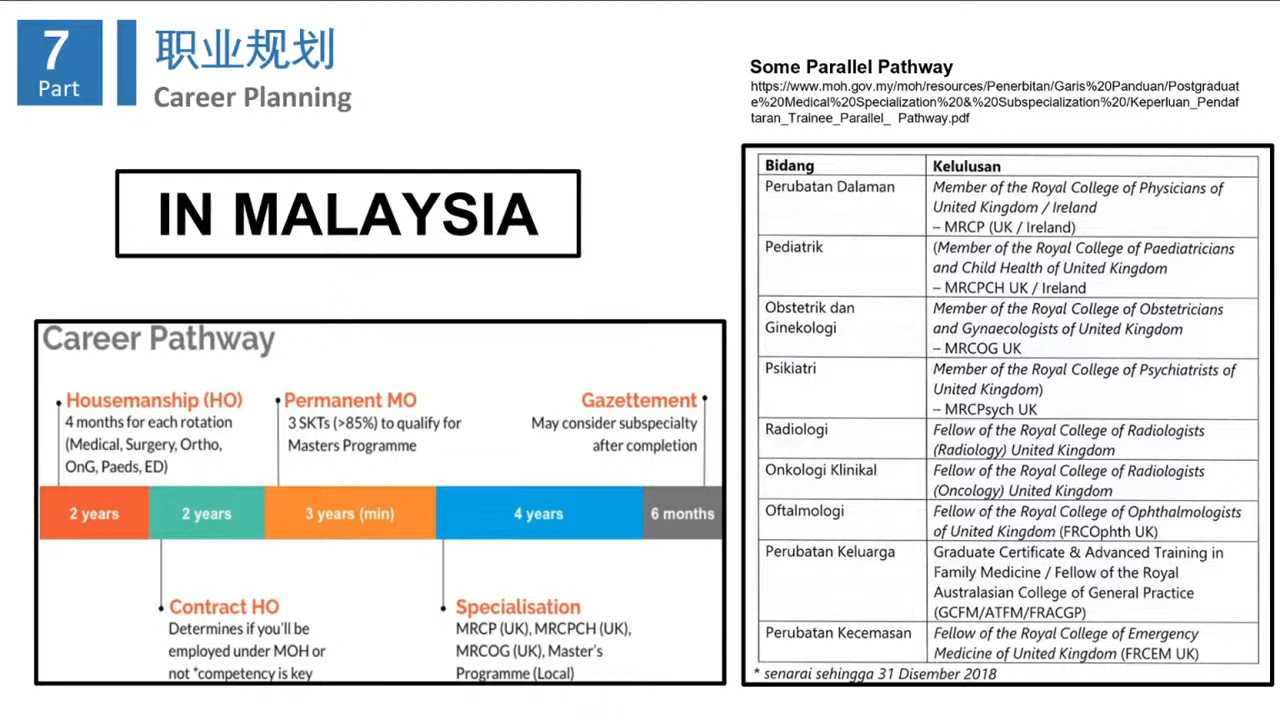 7
Part
职业规划
Career Planning
IN MALAYSIA
Some Parallel Pathway
https://www.moh.gov.my/moh/resources/Penerbitan/Garis%20Panduan/Postgraduat
e%20Medical%20Specialization%20&%20Subspecialization%20/Keperluan_Pendaf
taran_Trainee_Parallel_ Pathway.pdf
Career Pathway
Housemanship (HO)
4 months for each rotation
(Medical, Surgery, Ortho,
OnG, Paeds, ED)
Permanent MO
3 SKTs (>85%) to qualify for
Masters Programme
Gazettement
May consider subspecialty
after completion
2 years
2 years
3 years (min)
4 years
6 months
Contract HO
Determines if you'll be
employed under MOH or
not *competency is key
Specialisation
MRCP (UK), MRCPCH (UK),
MRCOG (UK), Master's
Programme (Local)
Bidang
Kelulusan
Perubatan Dalaman
Member of the Royal College of Physicians of
United Kingdom / Ireland
– MRCP (UK / Ireland)
Pediatrik
(Member of the Royal College of Paediatricians
and Child Health of United Kingdom
– MRCPCH UK / Ireland
Obstetrik dan
Ginekologi
Member of the Royal College of Obstetricians
and Gynaecologists of United Kingdom
– MRCOG UK
Psikiatri
Member of the Royal College of Psychiatrists of
United Kingdom)
– MRCPsych UK
Radiologi
Fellow of the Royal College of Radiologists
(Radiology) United Kingdom
Onkologi Klinikal
Fellow of the Royal College of Radiologists
(Oncology) United Kingdom
Oftalmologi
Fellow of the Royal College of Ophthalmologists
of United Kingdom (FRCOphth UK)
Perubatan Keluarga
Graduate Certificate & Advanced Training in
Family Medicine / Fellow of the Royal
Australasian College of General Practice
(GCFM/ATFM/FRACGP)
Perubatan Kecemasan
Fellow of the Royal College of Emergency
Medicine of United Kingdom (FRCEM UK)
* senarai sehingga 31 Disember 2018